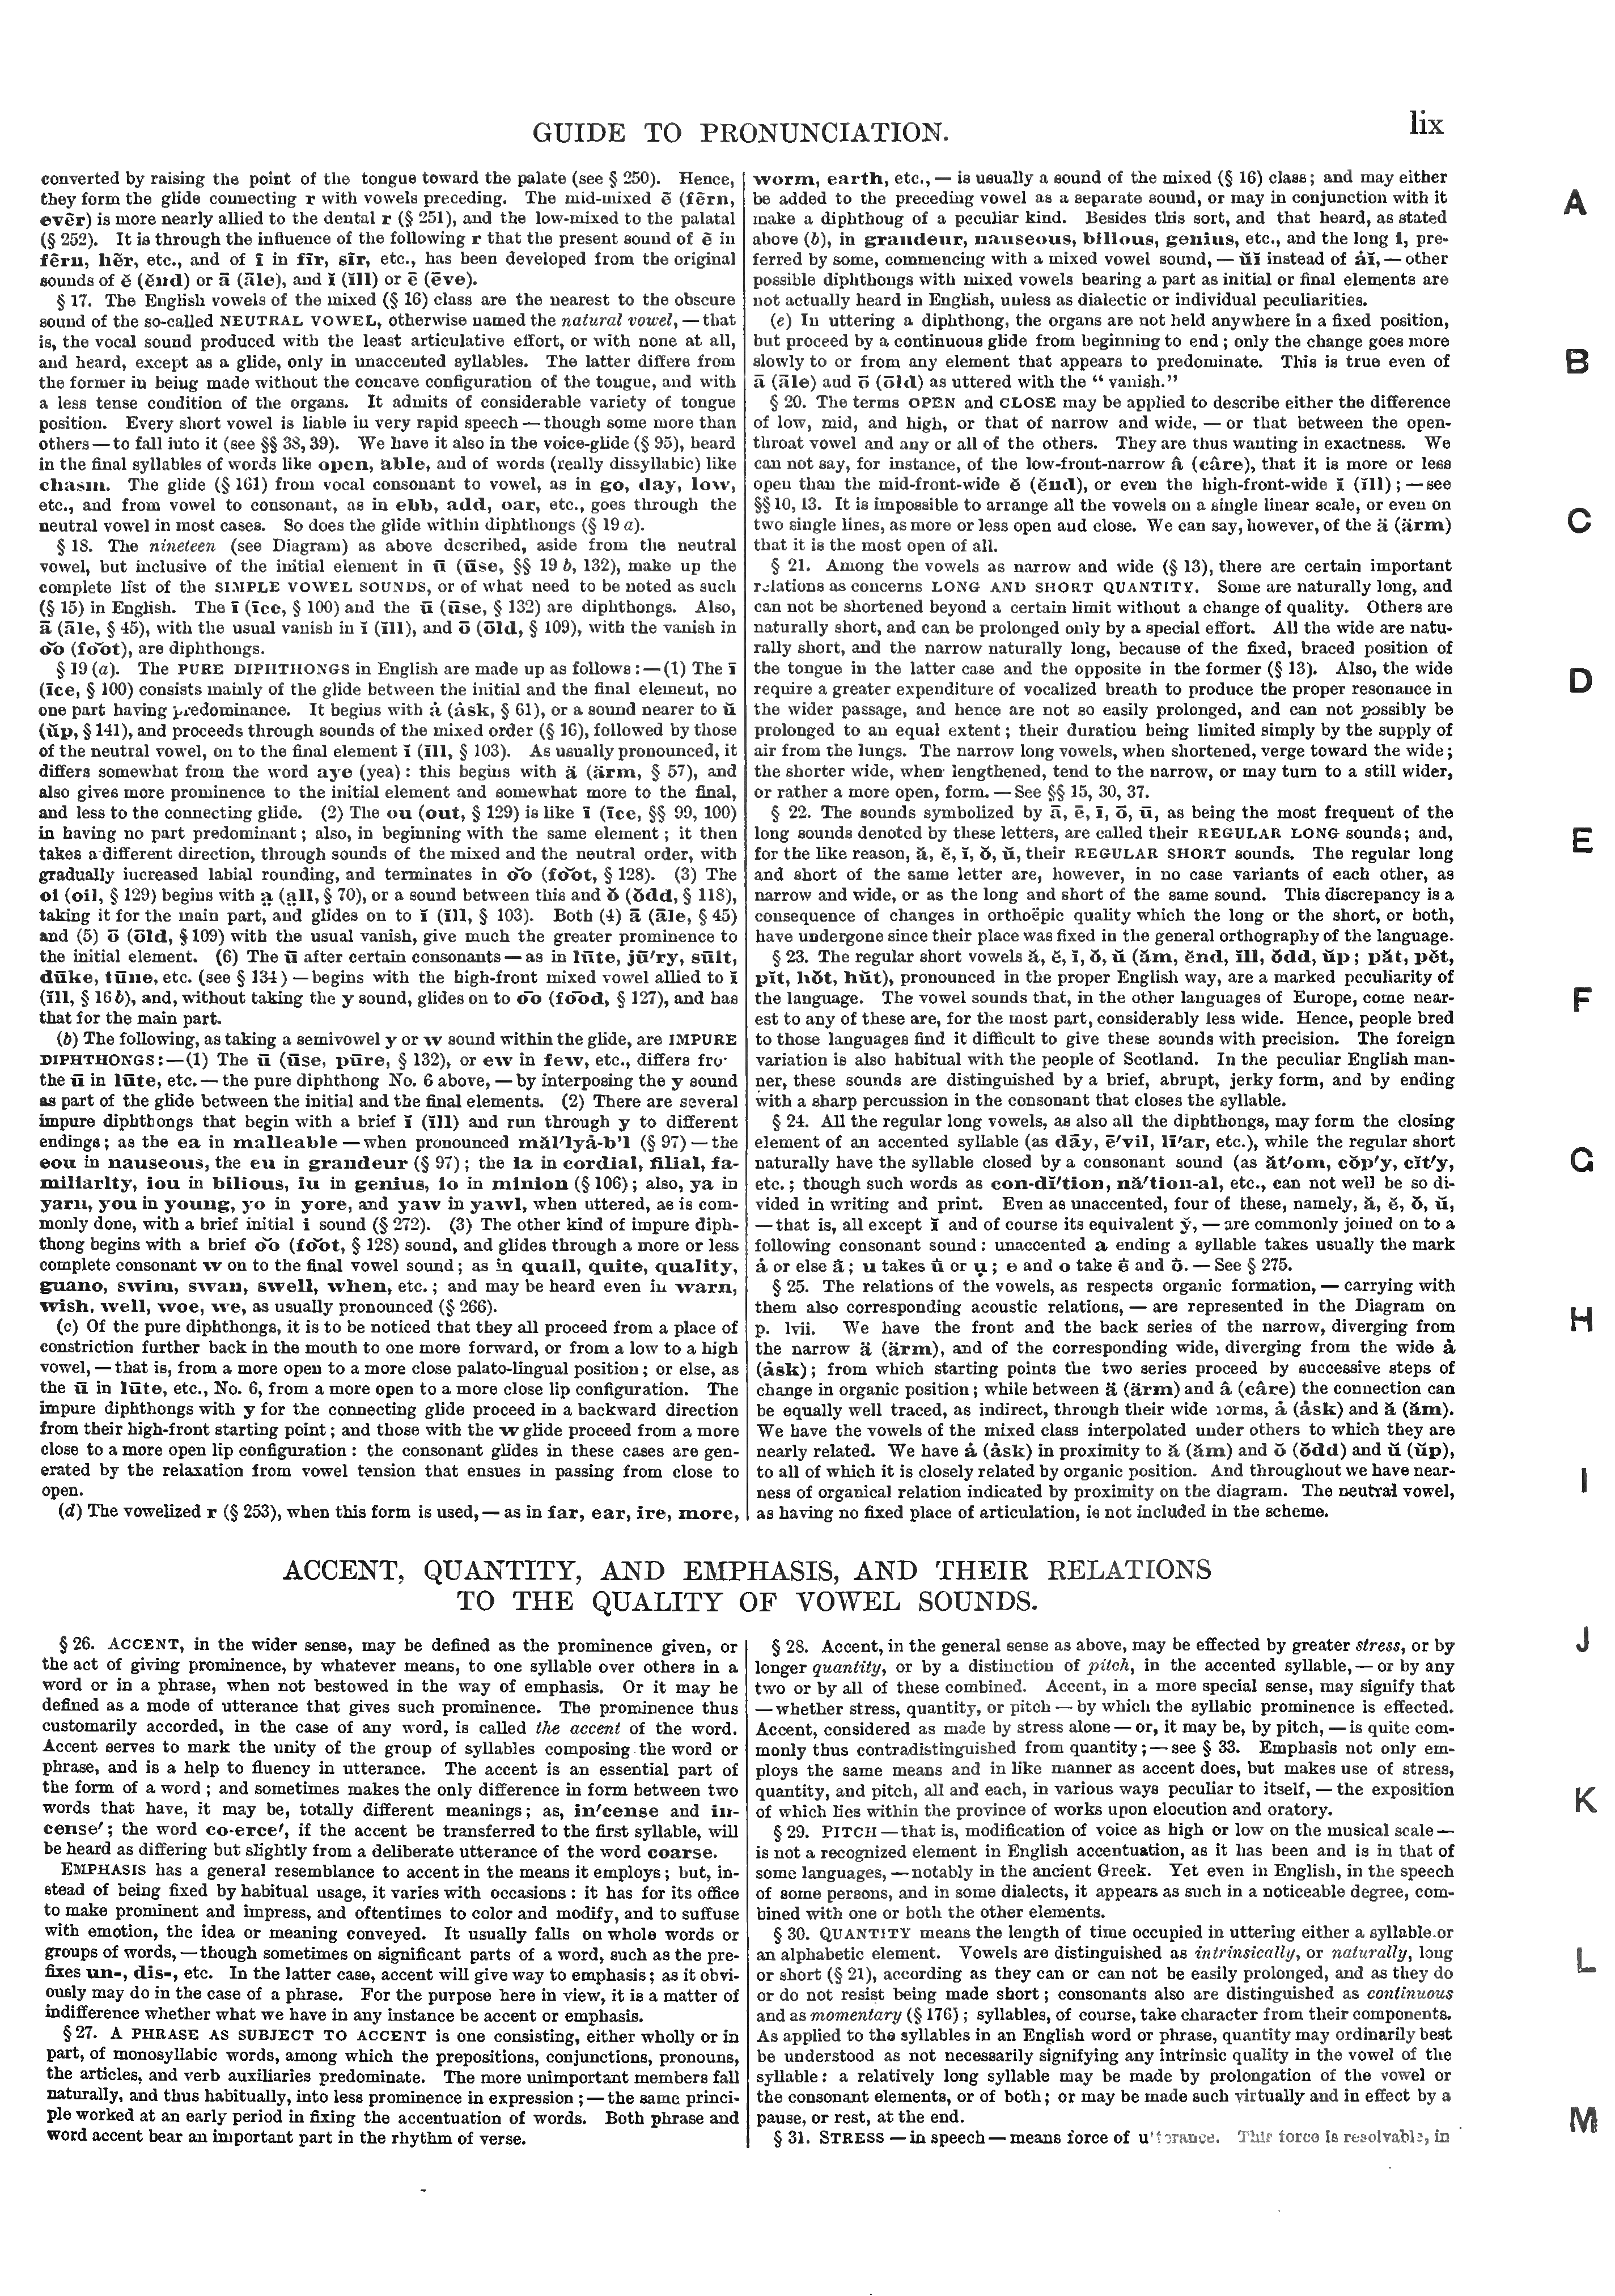 GUIDE TO PRONUNCIATION.
lix
converted by raising the point of the tongue toward the palate (see § 250). Hence,
they form the glide connecting r with vowels preceding. The mid-mixed ẽ (fẽrn,
evẽr) is more nearly allied to the dental r (§ 251), and the low-mixed to the palatal
(§ 252). It is through the influence of the following r that the present sound of ẽ in
fẽrn, hẽr, etc., and of ĩ in fĩr, sĩr, etc., has been developed from the original
sounds of ĕ (ĕnd) or ā (āle), and ĭ (ĭll) or ē (ēve).
§ 17. The English vowels of the mixed (§ 16) class are the nearest to the obscure
sound of the so-called NEUTRAL VOWEL, otherwise named the natural vowel, — that
is, the vocal sound produced with the least articulative effort, or with none at all,
and heard, except as a glide, only in unaccented syllables. The latter differs from
the former in being made without the concave configuration of the tongue, and with
a less tense condition of the organs. It admits of considerable variety of tongue
position. Every short vowel is liable in very rapid speech — though some more than
others — to fall into it (see §§ 38, 39). We have it also in the voice-glide (§ 95), heard
in the final syllables of words like open, able, and of words (really dissyllabic) like
chasm. The glide (§ 161) from vocal consonant to vowel, as in go, day, low,
etc., and from vowel to consonant, as in ebb, add, oar, etc., goes through the
neutral vowel in most cases. So does the glide within diphthongs (§ 19 a).
§ 18. The nineteen (see Diagram) as above described, aside from the neutral
vowel, but inclusive of the initial element in ū (ūse, §§ 19 b, 132), make up the
complete list of the SIMPLE VOWEL SOUNDS, or of what need to be noted as such
(§ 15) in English. The ī (īce, § 100) and the ū (ūse, § 132) are diphthongs. Also,
ā (āle, § 45), with the usual vanish in ĭ (ĭll), and ō (ōld, § 109), with the vanish in
o͝o (fo͝ot), are diphthongs.
§ 19 (a). The PURE DIPHTHONGS in English are made up as follows: — (1) The ī
(īce, § 100) consists mainly of the glide between the initial and the final element, no
one part having predominance. It begins with ȧ (ȧsk, § 61), or a sound nearer to ŭ
(ŭp, § 141), and proceeds through sounds of the mixed order (§ 16), followed by those
of the neutral vowel, on to the final element ĭ (ĭll, § 103). As usually pronounced, it
differs somewhat from the word aye (yea): this begins with ä (ärm, § 57), and
also gives more prominence to the initial element and somewhat more to the final,
and less to the connecting glide. (2) The ou (out, § 129) is like ī (īce, §§ 99, 100)
in having no part predominant; also, in beginning with the same element; it then
takes a different direction, through sounds of the mixed and the neutral order, with
gradually increased labial rounding, and terminates in o͝o (fo͝ot, § 128). (3) The
oi (oil, § 129) begins with a̤ (a̤ll, § 70), or a sound between this and ŏ (ŏdd, § 118),
taking it for the main part, and glides on to ĭ (ĭll, § 103). Both (4) ā (āle, § 45)
and (5) ō (ōld, § 109) with the usual vanish, give much the greater prominence to
the initial element. (6) The ū after certain consonants — as in lūte, jū′ry, sūlt,
dūke, tūne, etc. (see § 134) — begins with the high-front mixed vowel allied to ĭ
(ĭll, § 16 b), and, without taking the y sound, glides on to o͞o (fo͞od, § 127), and has
that for the main part.
(b) The following, as taking a semivowel y or w sound within the glide, are IMPURE
DIPHTHONGS: — (1) The ū (ūse, pūre, § 132), or ew in few, etc., differs fro
the ū in lūte, etc. — the pure diphthong No. 6 above, — by interposing the y sound
as part of the glide between the initial and the final elements. (2) There are several
impure diphthongs that begin with a brief ĭ (ĭll) and run through y to different
endings; as the ea in malleable — when pronounced măl′lyȧ-b'l (§ 97) — the
eou in nauseous, the eu in grandeur (§ 97); the ia in cordial, filial, fa-
miliarity, iou in bilious, iu in genius, io in minion (§ 106); also, ya in
yarn, you in young, yo in yore, and yaw in yawl, when uttered, as is com-
monly done, with a brief initial i sound (§ 272). (3) The other kind of impure diph-
thong begins with a brief o͝o (fo͝ot, § 128) sound, and glides through a more or less
complete consonant w on to the final vowel sound; as in quall, quite, quality,
guano, swim, swan, swell, when, etc.; and may be heard even in warn,
wish, well, woe, we, as usually pronounced (§ 266).
(c) Of the pure diphthongs, it is to be noticed that they all proceed from a place of
constriction further back in the mouth to one more forward, or from a low to a high
vowel, — that is, from a more open to a more close palato-lingual position; or else, as
the ū in lūte, etc., No. 6, from a more open to a more close lip configuration. The
impure diphthongs with y for the connecting glide proceed in a backward direction
from their high-front starting point; and those with the w glide proceed from a more
close to a more open lip configuration: the consonant glides in these cases are gen-
erated by the relaxation from vowel tension that ensues in passing from close to
open.
(d) The vowelized r (§ 253), when this form is used, — as in far, ear, ire, more,
worm, earth, etc., — is usually a sound of the mixed (§ 16) class; and may either
be added to the preceding vowel as a separate sound, or may in conjunction with it
make a diphthong of a peculiar kind. Besides this sort, and that heard, as stated
above (b), in grandeur, nauseous, bilious, genius, etc., and the long i, pre-
ferred by some, commencing with a mixed vowel sound, — ŭĭ instead of ȧĭ, — other
possible diphthongs with mixed vowels bearing a part as initial or final elements are
not actually heard in English, unless as dialectic or individual peculiarities.
(e) In uttering a diphthong, the organs are not held anywhere in a fixed position,
but proceed by a continuous glide from beginning to end; only the change goes more
slowly to or from any element that appears to predominate. This is true even of
ā (āle) and ō (ōld) as uttered with the "vanish."
§ 20. The terms OPEN and CLOSE may be applied to describe either the difference
of low, mid, and high, or that of narrow and wide, — or that between the open-
throat vowel and any or all of the others. They are thus wanting in exactness. We
can not say, for instance, of the low-front-narrow â (câre), that it is more or less
open than the mid-front-wide ĕ (ĕnd), or even the high-front-wide ĭ (ĭll); — see
§§ 10, 13. It is impossible to arrange all the vowels on a single linear scale, or even on
two single lines, as more or less open and close. We can say, however, of the ä (ärm)
that it is the most open of all.
§ 21. Among the vowels as narrow and wide (§ 13), there are certain important
relations as concerns LONG AND SHORT QUANTITY. Some are naturally long, and
can not be shortened beyond a certain limit without a change of quality. Others are
naturally short, and can be prolonged only by a special effort. All the wide are natu-
rally short, and the narrow naturally long, because of the fixed, braced position of
the tongue in the latter case and the opposite in the former (§ 13). Also, the wide
require a greater expenditure of vocalized breath to produce the proper resonance in
the wider passage, and hence are not so easily prolonged, and can not possibly be
prolonged to an equal extent; their duration being limited simply by the supply of
air from the lungs. The narrow long vowels, when shortened, verge toward the wide;
the shorter wide, when lengthened, tend to the narrow, or may turn to a still wider,
or rather a more open, form. — See §§ 15, 30, 37.
§ 22. The sounds symbolized by ā, ē, ī, ō, ū, as being the most frequent of the
long sounds denoted by these letters, are called their REGULAR LONG sounds; and,
for the like reason, ă, ĕ, ĭ, ŏ, ŭ, their REGULAR SHORT sounds. The regular long
and short of the same letter are, however, in no case variants of each other, as
narrow and wide, or as the long and short of the same sound. This discrepancy is a
consequence of changes in orthoëpic quality which the long or the short, or both,
have undergone since their place was fixed in the general orthography of the language.
§ 23. The regular short vowels ă, ĕ, ĭ, ŏ, ŭ (ăm, ĕnd, ĭll, ŏdd, ŭp; păt, pĕt,
pĭt, hŏt, hŭt), pronounced in the proper English way, are a marked peculiarity of
the language. The vowel sounds that, in the other languages of Europe, come near-
est to any of these are, for the most part, considerably less wide. Hence, people bred
to those languages find it difficult to give these sounds with precision. The foreign
variation is also habitual with the people of Scotland. In the peculiar English man-
ner, these sounds are distinguished by a brief, abrupt, jerky form, and by ending
with a sharp percussion in the consonant that closes the syllable.
§ 24. All the regular long vowels, as also all the diphthongs, may form the closing
element of an accented syllable (as dāy, ē′vil, lī′ar, etc.), while the regular short
naturally have the syllable closed by a consonant sound (as ăt′om, cŏp′y, cĭt′y,
etc.; though such words as con-dĭ′tion, nă′tion-al, etc., can not well be so di-
vided in writing and print. Even as unaccented, four of these, namely, ă, ĕ, ŏ, ŭ,
— that is, all except ĭ and of course its equivalent y̆, — are commonly joined on to a
following consonant sound: unaccented a ending a syllable takes usually the mark
ȧ or else ā̇; u takes ū̇ or ṳ; e and o take ē̇ and ō̇. — See § 275.
§ 25. The relations of the vowels, as respects organic formation, — carrying with
them also corresponding acoustic relations, — are represented in the Diagram on
p. lvii. We have the front and the back series of the narrow, diverging from
the narrow ä (ärm), and of the corresponding wide, diverging from the wide ȧ
(ȧsk); from which starting points the two series proceed by successive steps of
change in organic position; while between ä (ärm) and â (câre) the connection can
be equally well traced, as indirect, through their wide forms, ȧ (ȧsk) and ă (ăm).
We have the vowels of the mixed class interpolated under others to which they are
nearly related. We have ȧ (ȧsk) in proximity to ă (ăm) and ŏ (ŏdd) and ŭ (ŭp),
to all of which it is closely related by organic position. And throughout we have near-
ness of organical relation indicated by proximity on the diagram. The neutral vowel,
as having no fixed place of articulation, is not included in the scheme.
ACCENT, QUANTITY, AND EMPHASIS, AND THEIR RELATIONS
TO THE QUALITY OF VOWEL SOUNDS.
§ 26. ACCENT, in the wider sense, may be defined as the prominence given, or
the act of giving prominence, by whatever means, to one syllable over others in a
word or in a phrase, when not bestowed in the way of emphasis. Or it may be
defined as a mode of utterance that gives such prominence. The prominence thus
customarily accorded, in the case of any word, is called the accent of the word.
Accent serves to mark the unity of the group of syllables composing the word or
phrase, and is a help to fluency in utterance. The accent is an essential part of
the form of a word; and sometimes makes the only difference in form between two
words that have, it may be, totally different meanings; as, in′cense and in-
cense′; the word co-erce′, if the accent be transferred to the first syllable, will
be heard as differing but slightly from a deliberate utterance of the word coarse.
EMPHASIS has a general resemblance to accent in the means it employs; but, in-
stead of being fixed by habitual usage, it varies with occasions: it has for its office
to make prominent and impress, and oftentimes to color and modify, and to suffuse
with emotion, the idea or meaning conveyed. It usually falls on whole words or
groups of words, — though sometimes on significant parts of a word, such as the pre-
fixes un-, dis-, etc. In the latter case, accent will give way to emphasis; as it obvi-
ously may do in the case of a phrase. For the purpose here in view, it is a matter of
indifference whether what we have in any instance be accent or emphasis.
§ 27. A PHRASE AS SUBJECT TO ACCENT is one consisting, either wholly or in
part, of monosyllabic words, among which the prepositions, conjunctions, pronouns,
the articles, and verb auxiliaries predominate. The more unimportant members fall
naturally, and thus habitually, into less prominence in expression; — the same princi-
ple worked at an early period in fixing the accentuation of words. Both phrase and
word accent bear an important part in the rhythm of verse.
§ 28. Accent, in the general sense as above, may be effected by greater stress, or by
longer quantity, or by a distinction of pitch, in the accented syllable, — or by any
two or by all of these combined. Accent, in a more special sense, may signify that
— whether stress, quantity, or pitch — by which the syllabic prominence is effected.
Accent, considered as made by stress alone — or, it may be, by pitch, — is quite com-
monly thus contradistinguished from quantity; — see § 33. Emphasis not only em-
ploys the same means and in like manner as accent does, but makes use of stress,
quantity, and pitch, all and each, in various ways peculiar to itself, — the exposition
of which lies within the province of works upon elocution and oratory.
§ 29. PITCH — that is, modification of voice as high or low on the musical scale —
is not a recognized element in English accentuation, as it has been and is in that of
some languages, — notably in the ancient Greek. Yet even in English, in the speech
of some persons, and in some dialects, it appears as such in a noticeable degree, com-
bined with one or both the other elements.
§ 30. QUANTITY means the length of time occupied in uttering either a syllable or
an alphabetic element. Vowels are distinguished as intrinsically, or naturally, long
or short (§ 21), according as they can or can not be easily prolonged, and as they do
or do not resist being made short; consonants also are distinguished as continuous
and as momentary (§ 176); syllables, of course, take character from their components.
As applied to the syllables in an English word or phrase, quantity may ordinarily best
be understood as not necessarily signifying any intrinsic quality in the vowel of the
syllable: a relatively long syllable may be made by prolongation of the vowel or
the consonant elements, or of both; or may be made such virtually and in effect by a
pause, or rest, at the end.
§ 31. STRESS — in speech — means force of utterance. This force is resolvable, in
A
B
C
D
E
F
G
H
I
J
K
L
M